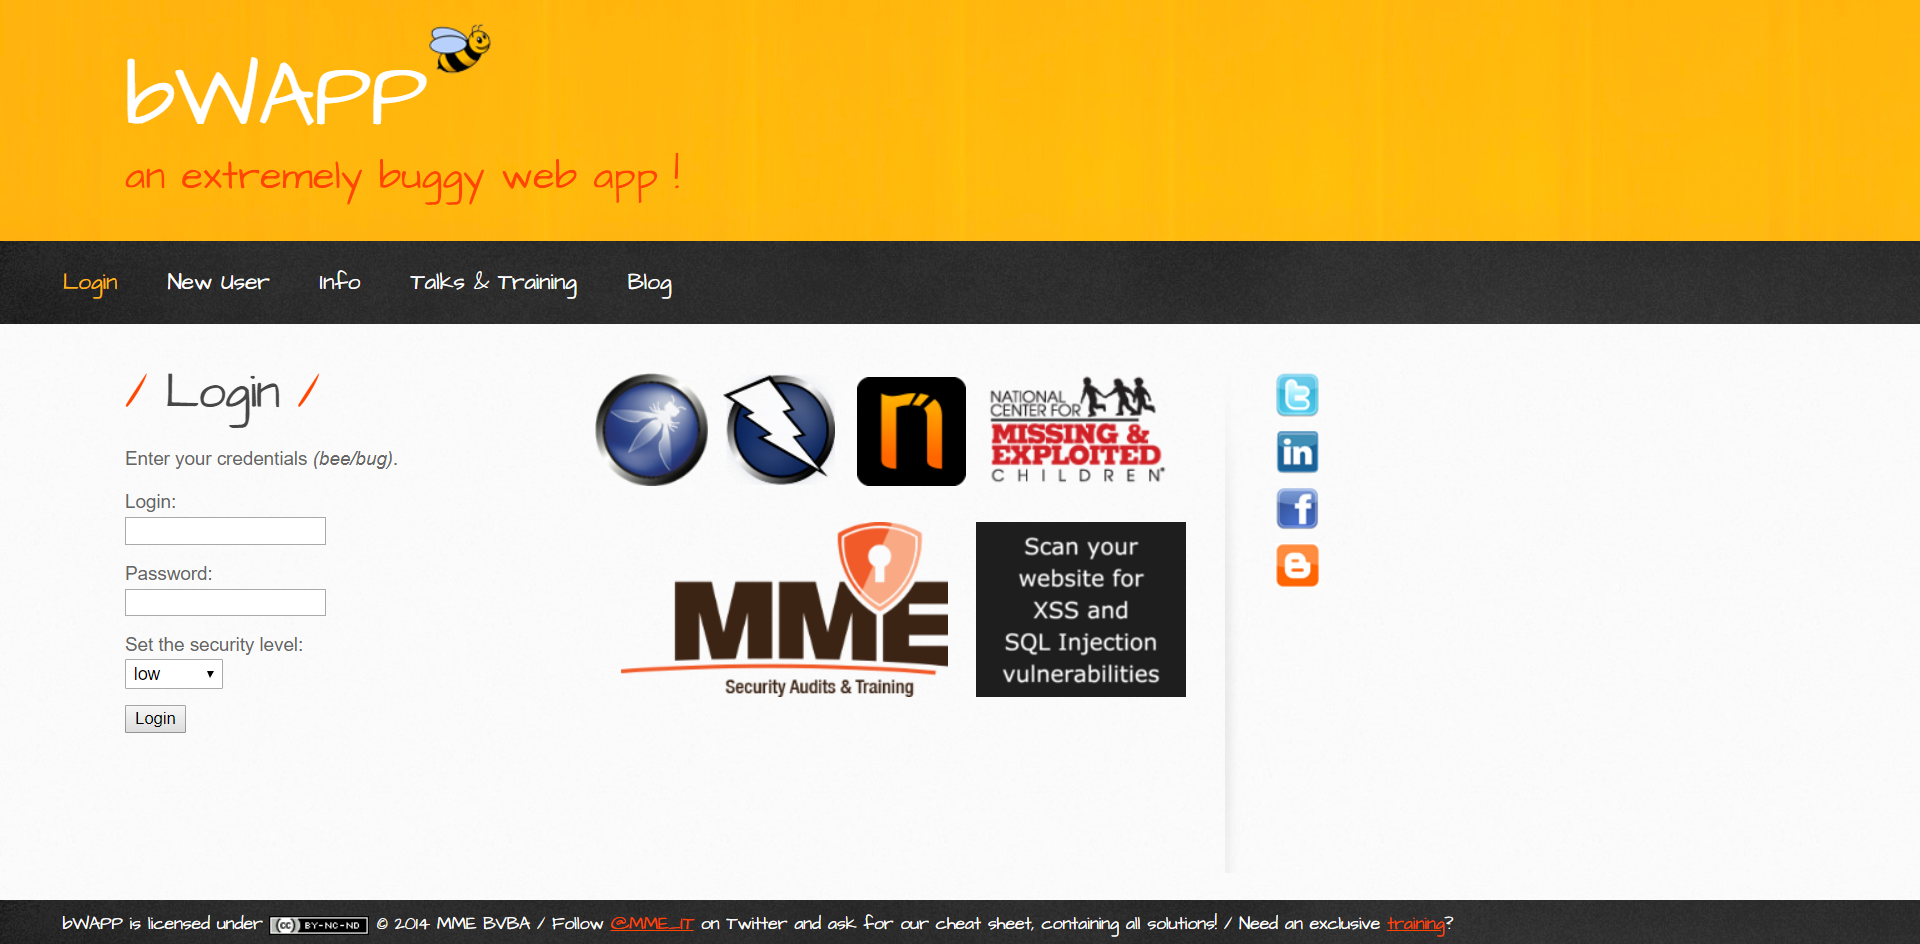 bWAPP
an extremely buggy web app !
Login
New User
Info
Talks & Training
Blog
/ Login /
Enter your credentials (bee/bug).
Login:
Password:
Set the security level:
low
Login
n
NATIONAL
CENTER FOR
MISSING &
EXPLOITED
CHILDREN®
MME
Security Audits & Training
Scan your
website for
XSS and
SQL Injection
vulnerabilities
t
in
f
B
bWAPP is licensed under cc BY-NC-ND © 2014 MME BVBA / Follow @MME_IT on Twitter and ask for our cheat sheet, containing all solutions! / Need an exclusive training?